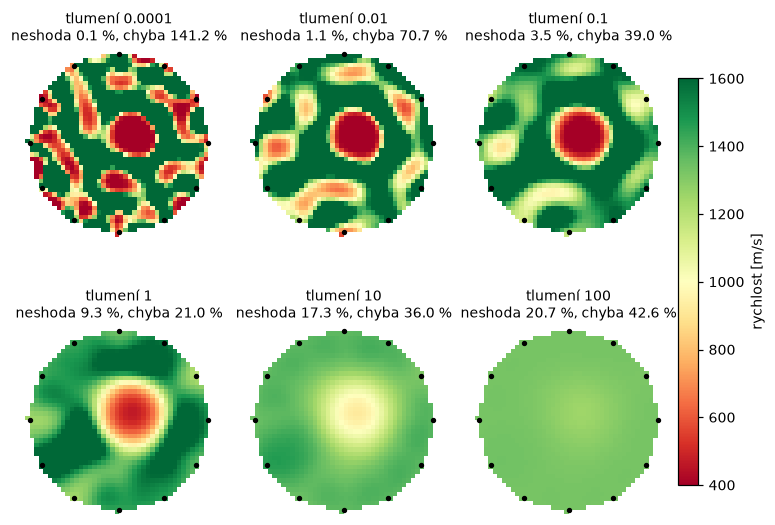 tlumení 0.0001
neshoda 0.1 %, chyba 141.2 %
tlumení 0.01
neshoda 1.1 %, chyba 70.7 %
tlumení 0.1
neshoda 3.5 %, chyba 39.0 %
tlumení 1
neshoda 9.3 %, chyba 21.0 %
tlumení 10
neshoda 17.3 %, chyba 36.0 %
tlumení 100
neshoda 20.7 %, chyba 42.6 %
1600
1400
1200
1000
800
600
400
rychlost [m/s]